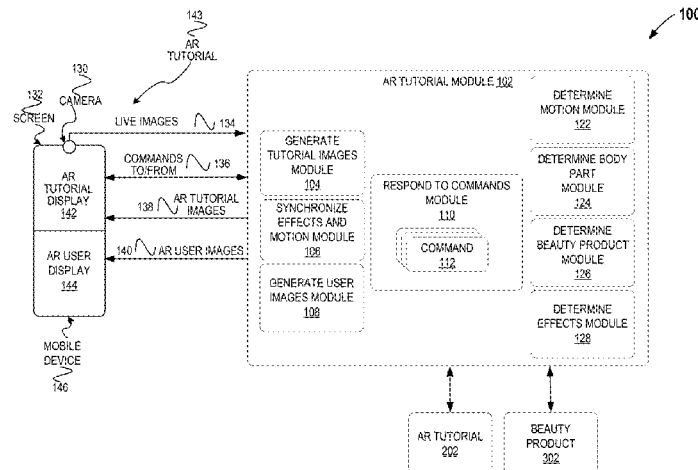 100
143
AR
TUTORIAL
130
CAMERA
132
SCREEN
LIVE IMAGES
134
COMMANDS
TO/FROM
136
138
AR TUTORIAL
IMAGES
140
AR USER IMAGES
AR
TUTORIAL
DISPLAY
142
AR USER
DISPLAY
144
MOBILE
DEVICE
146
AR TUTORIAL MODULE 102
GENERATE
TUTORIAL IMAGES
MODULE
104
SYNCHRONIZE
EFFECTS AND
MOTION MODULE
106
GENERATE USER
IMAGES MODULE
108
RESPOND TO COMMANDS
MODULE
110
COMMAND
112
DETERMINE
MOTION MODULE
122
DETERMINE BODY
PART
MODULE
124
DETERMINE
BEAUTY PRODUCT
MODULE
126
DETERMINE
EFFECTS MODULE
128
AR TUTORIAL
202
BEAUTY
PRODUCT
302